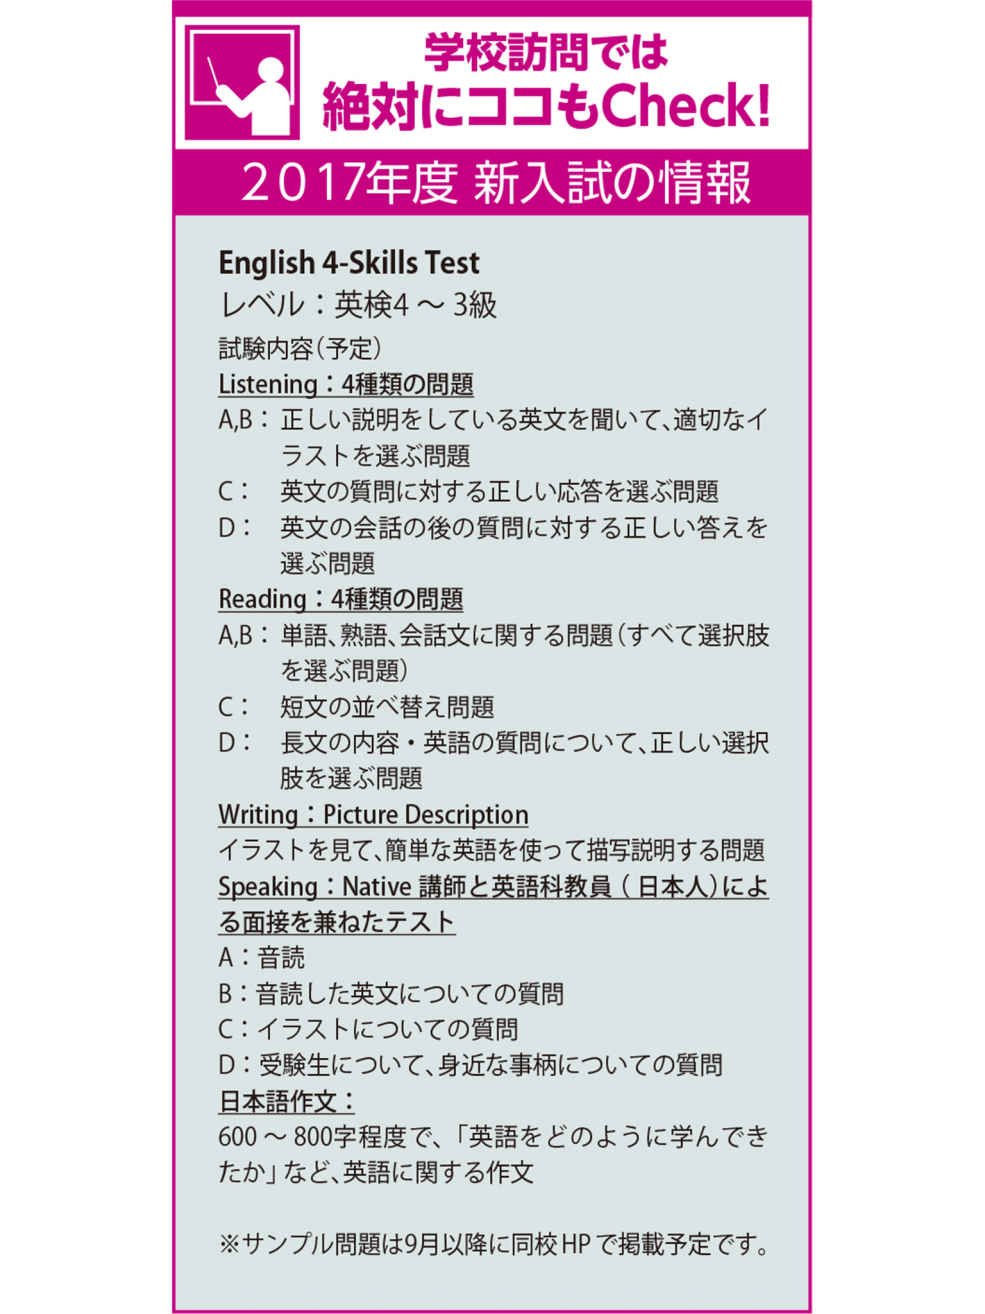 学校訪問では
絶対にココもCheck!
2017年度 新入試の情報
English 4-Skills Test
レベル：英検4 ～ 3級
試験内容（予定）
Listening：4種類の問題
A,B： 正しい説明をしている英文を聞いて、適切なイ
ラストを選ぶ問題
C： 英文の質問に対する正しい応答を選ぶ問題
D： 英文の会話の後の質問に対する正しい答えを
選ぶ問題
Reading：4種類の問題
A,B： 単語、熟語、会話文に関する問題（すべて選択肢
を選ぶ問題）
C： 短文の並べ替え問題
D： 長文の内容・英語の質問について、正しい選択
肢を選ぶ問題
Writing：Picture Description
イラストを見て、簡単な英語を使って描写説明する問題
Speaking：Native 講師と英語科教員（ 日本人）によ
る面接を兼ねたテスト
A：音読
B：音読した英文についての質問
C：イラストについての質問
D：受験生について、身近な事柄についての質問
日本語作文：
600 ～ 800字程度で、「英語をどのように学んでき
たか」など、英語に関する作文
※サンプル問題は9月以降に同校 HP で掲載予定です。